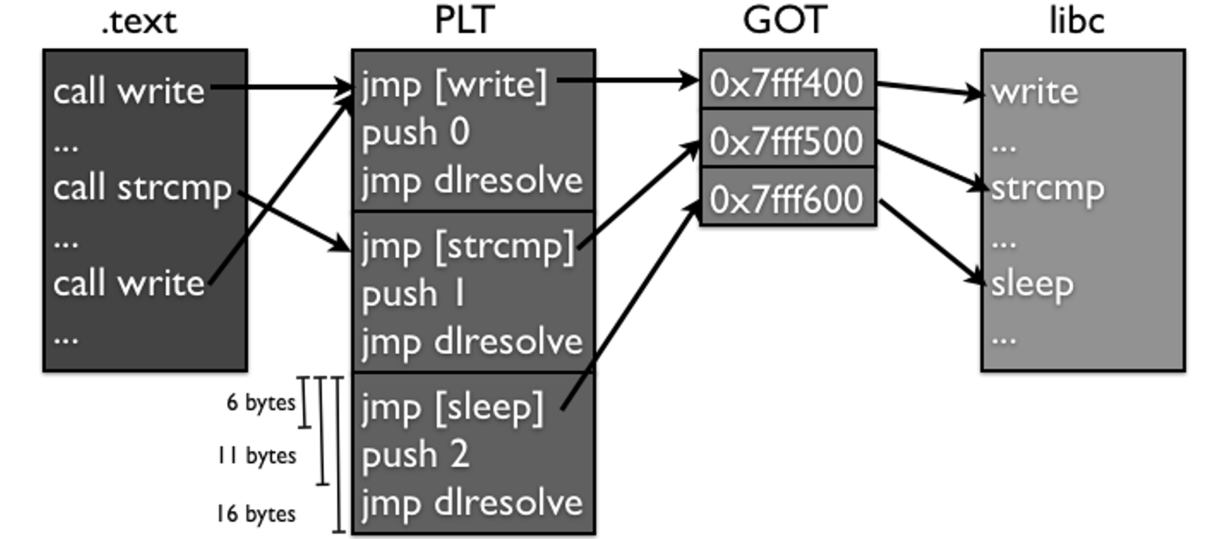 .text
call write
...
call strcmp
...
call write
...
PLT
jmp [write]
push 0
jmp dlresolve
jmp [strcmp]
push 1
jmp dlresolve
jmp [sleep]
push 2
jmp dlresolve
6 bytes
11 bytes
16 bytes
GOT
0x7fff400
0x7fff500
0x7fff600
libc
write
...
strcmp
...
sleep
...